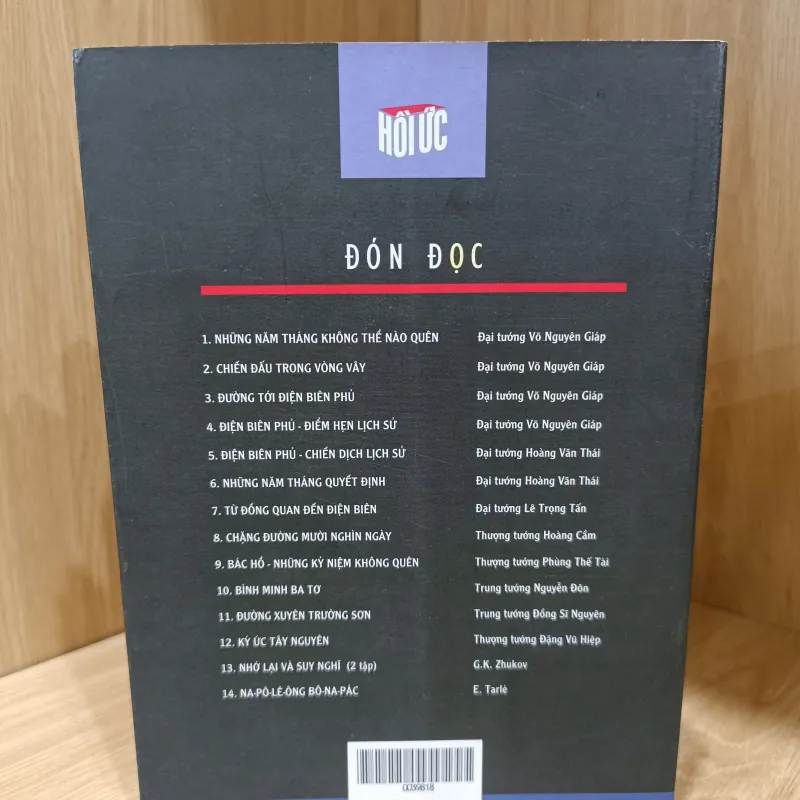 HỒI ỨC
ĐÓN ĐỌC
1. NHỮNG NĂM THÁNG KHÔNG THỂ NÀO QUÊN Đại tướng Võ Nguyên Giáp
2. CHIẾN ĐẤU TRONG VÒNG VÂY Đại tướng Võ Nguyên Giáp
3. ĐƯỜNG TỚI ĐIỆN BIÊN PHỦ Đại tướng Võ Nguyên Giáp
4. ĐIỆN BIÊN PHỦ - ĐIỂM HẸN LỊCH SỬ Đại tướng Võ Nguyên Giáp
5. ĐIỆN BIÊN PHỦ - CHIẾN DỊCH LỊCH SỬ Đại tướng Hoàng Văn Thái
6. NHỮNG NĂM THÁNG QUYẾT ĐỊNH Đại tướng Hoàng Văn Thái
7. TỪ ĐỒNG QUAN ĐẾN ĐIỆN BIÊN Đại tướng Lê Trọng Tấn
8. CHẶNG ĐƯỜNG MƯỜI NGHÌN NGÀY Thượng tướng Hoàng Cầm
9. BÁC HỒ - NHỮNG KỶ NIỆM KHÔNG QUÊN Thượng tướng Phùng Thế Tài
10. BÌNH MINH BA TƠ Trung tướng Nguyễn Đôn
11. ĐƯỜNG XUYÊN TRƯỜNG SƠN Trung tướng Đồng Sĩ Nguyên
12. KÝ ỨC TÂY NGUYÊN Thượng tướng Đặng Vũ Hiệp
13. NHỚ LẠI VÀ SUY NGHĨ (2 tập) G.K. Zhukov
14. NA-PÔ-LÊ-ÔNG BÔ-NA-PÁC E. Tarlé
0039818